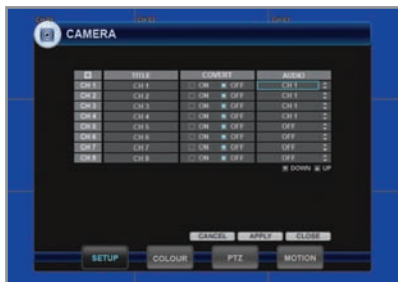 CAMERA
TITLE COVERT AUDIO
CH 1 CH 1 ON OFF CH 1
CH 2 CH 2 ON OFF CH 1
CH 3 CH 3 ON OFF CH 1
CH 4 CH 4 ON OFF CH 1
CH 5 CH 5 ON OFF OFF
CH 6 CH 6 ON OFF OFF
CH 7 CH 7 ON OFF OFF
CH 8 CH 8 ON OFF OFF
DOWN UP
CANCEL APPLY CLOSE
SETUP COLOUR PTZ MOTION